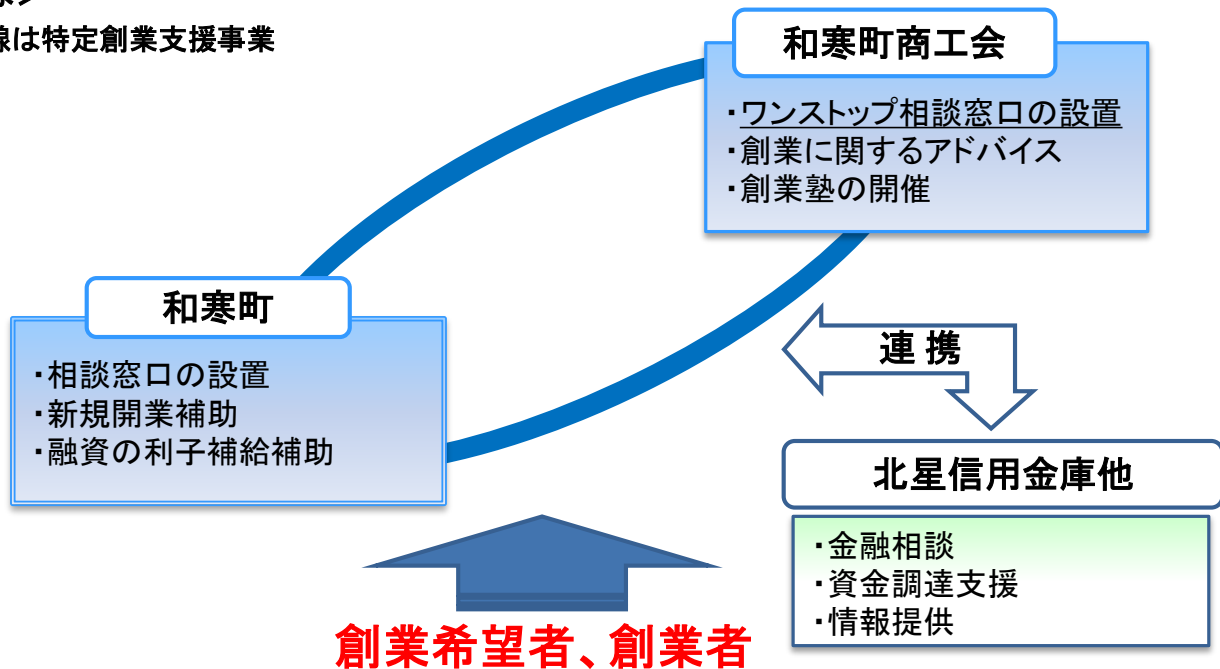 線は特定創業支援事業
和寒町商工会
・ワンストップ相談窓口の設置
・創業に関するアドバイス
・創業塾の開催
和寒町
・相談窓口の設置
・新規開業補助
・融資の利子補給補助
連 携
北星信用金庫他
・金融相談
・資金調達支援
・情報提供
創業希望者、創業者